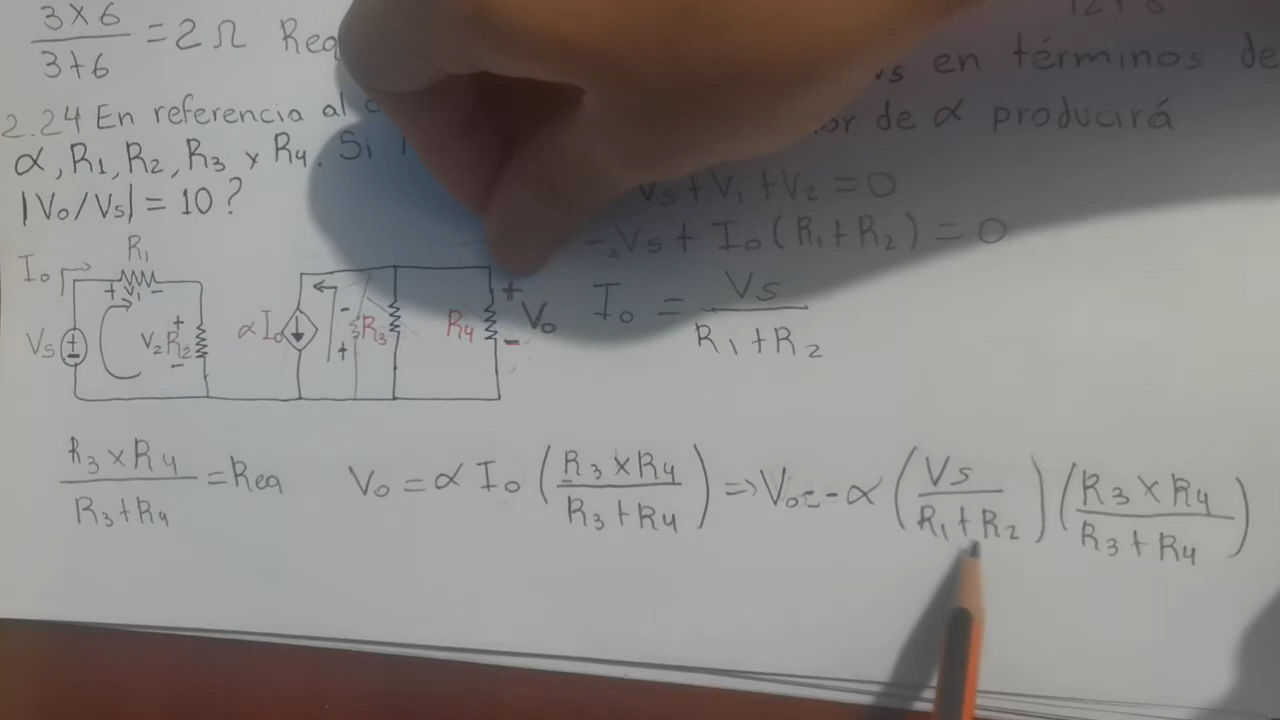 3×6/3+6 = 2Ω Req
en términos de
2.24 En referencia al
de α producirá
α, R1, R2, R3 y R4. Si
|Vo/Vs| = 10?
Vs + V1 + V2 = 0
- Vs + Io (R1 + R2) = 0
Io = Vs/R1 + R2
Io R1
+ V1 -
Vs + - V2 + R2 - αIo - + R3 R4 + Vo -
R3 × R4/R3 + R4 = Req Vo = α Io (R3 × R4/R3 + R4) => Vo = - α (Vs/R1 + R2) (R3 × R4/R3 + R4)